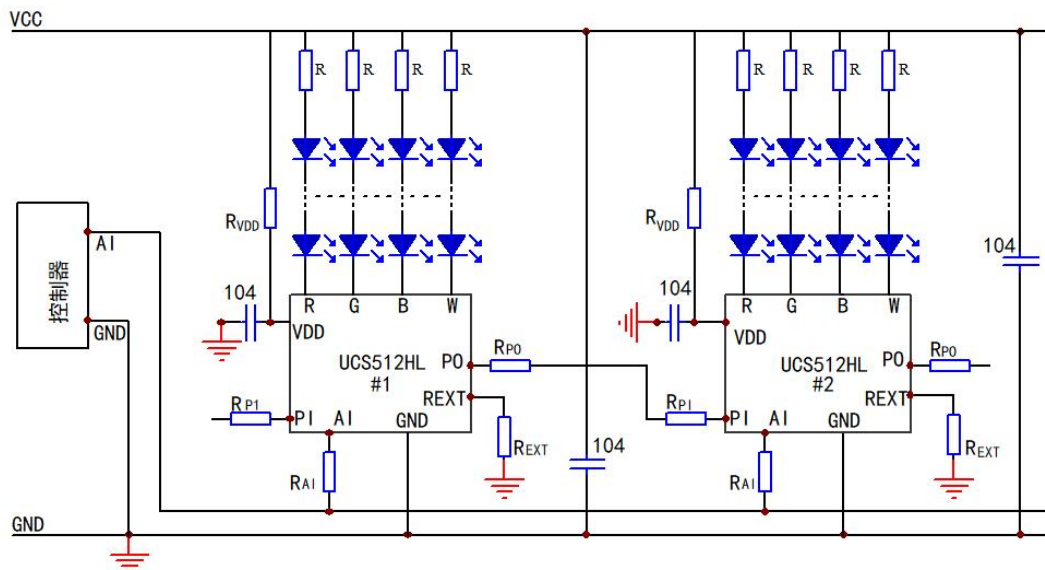 VCC
R R R R
R R R R
RVDD
RVDD
AI
控制器
GND
104
R G B W
VDD
UCS512HL
#1
PO
RPO
REXT
RP1
PI AI GND
REXT
RAI
104
104
R G B W
VDD
UCS512HL
#2
PO
RPO
REXT
RPI
PI AI GND
REXT
RAI
104
GND